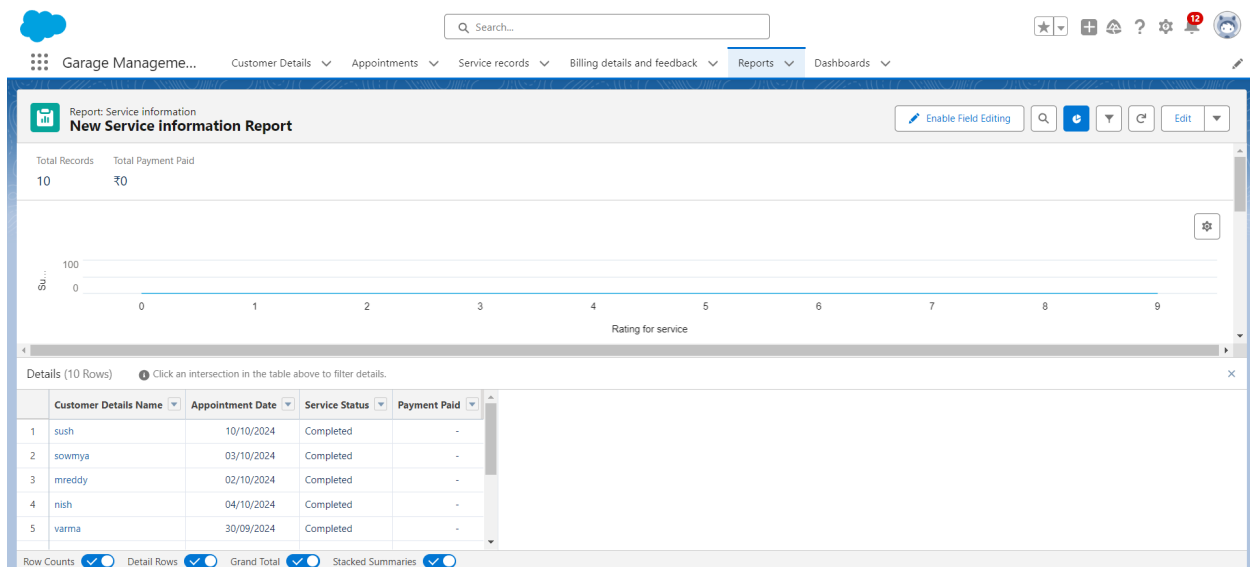 Search...
12
Garage Manageme... Customer Details Appointments Service records Billing details and feedback Reports Dashboards
Report: Service information
New Service information Report
Enable Field Editing Edit
Total Records Total Payment Paid
10 ₹0
Su...
100
0
0 1 2 3 4 5 6 7 8 9
Rating for service
Details (10 Rows) Click an intersection in the table above to filter details.
Customer Details Name Appointment Date Service Status Payment Paid
1 sush 10/10/2024 Completed -
2 sowmya 03/10/2024 Completed -
3 mreddy 02/10/2024 Completed -
4 nish 04/10/2024 Completed -
5 varma 30/09/2024 Completed -
Row Counts Detail Rows Grand Total Stacked Summaries